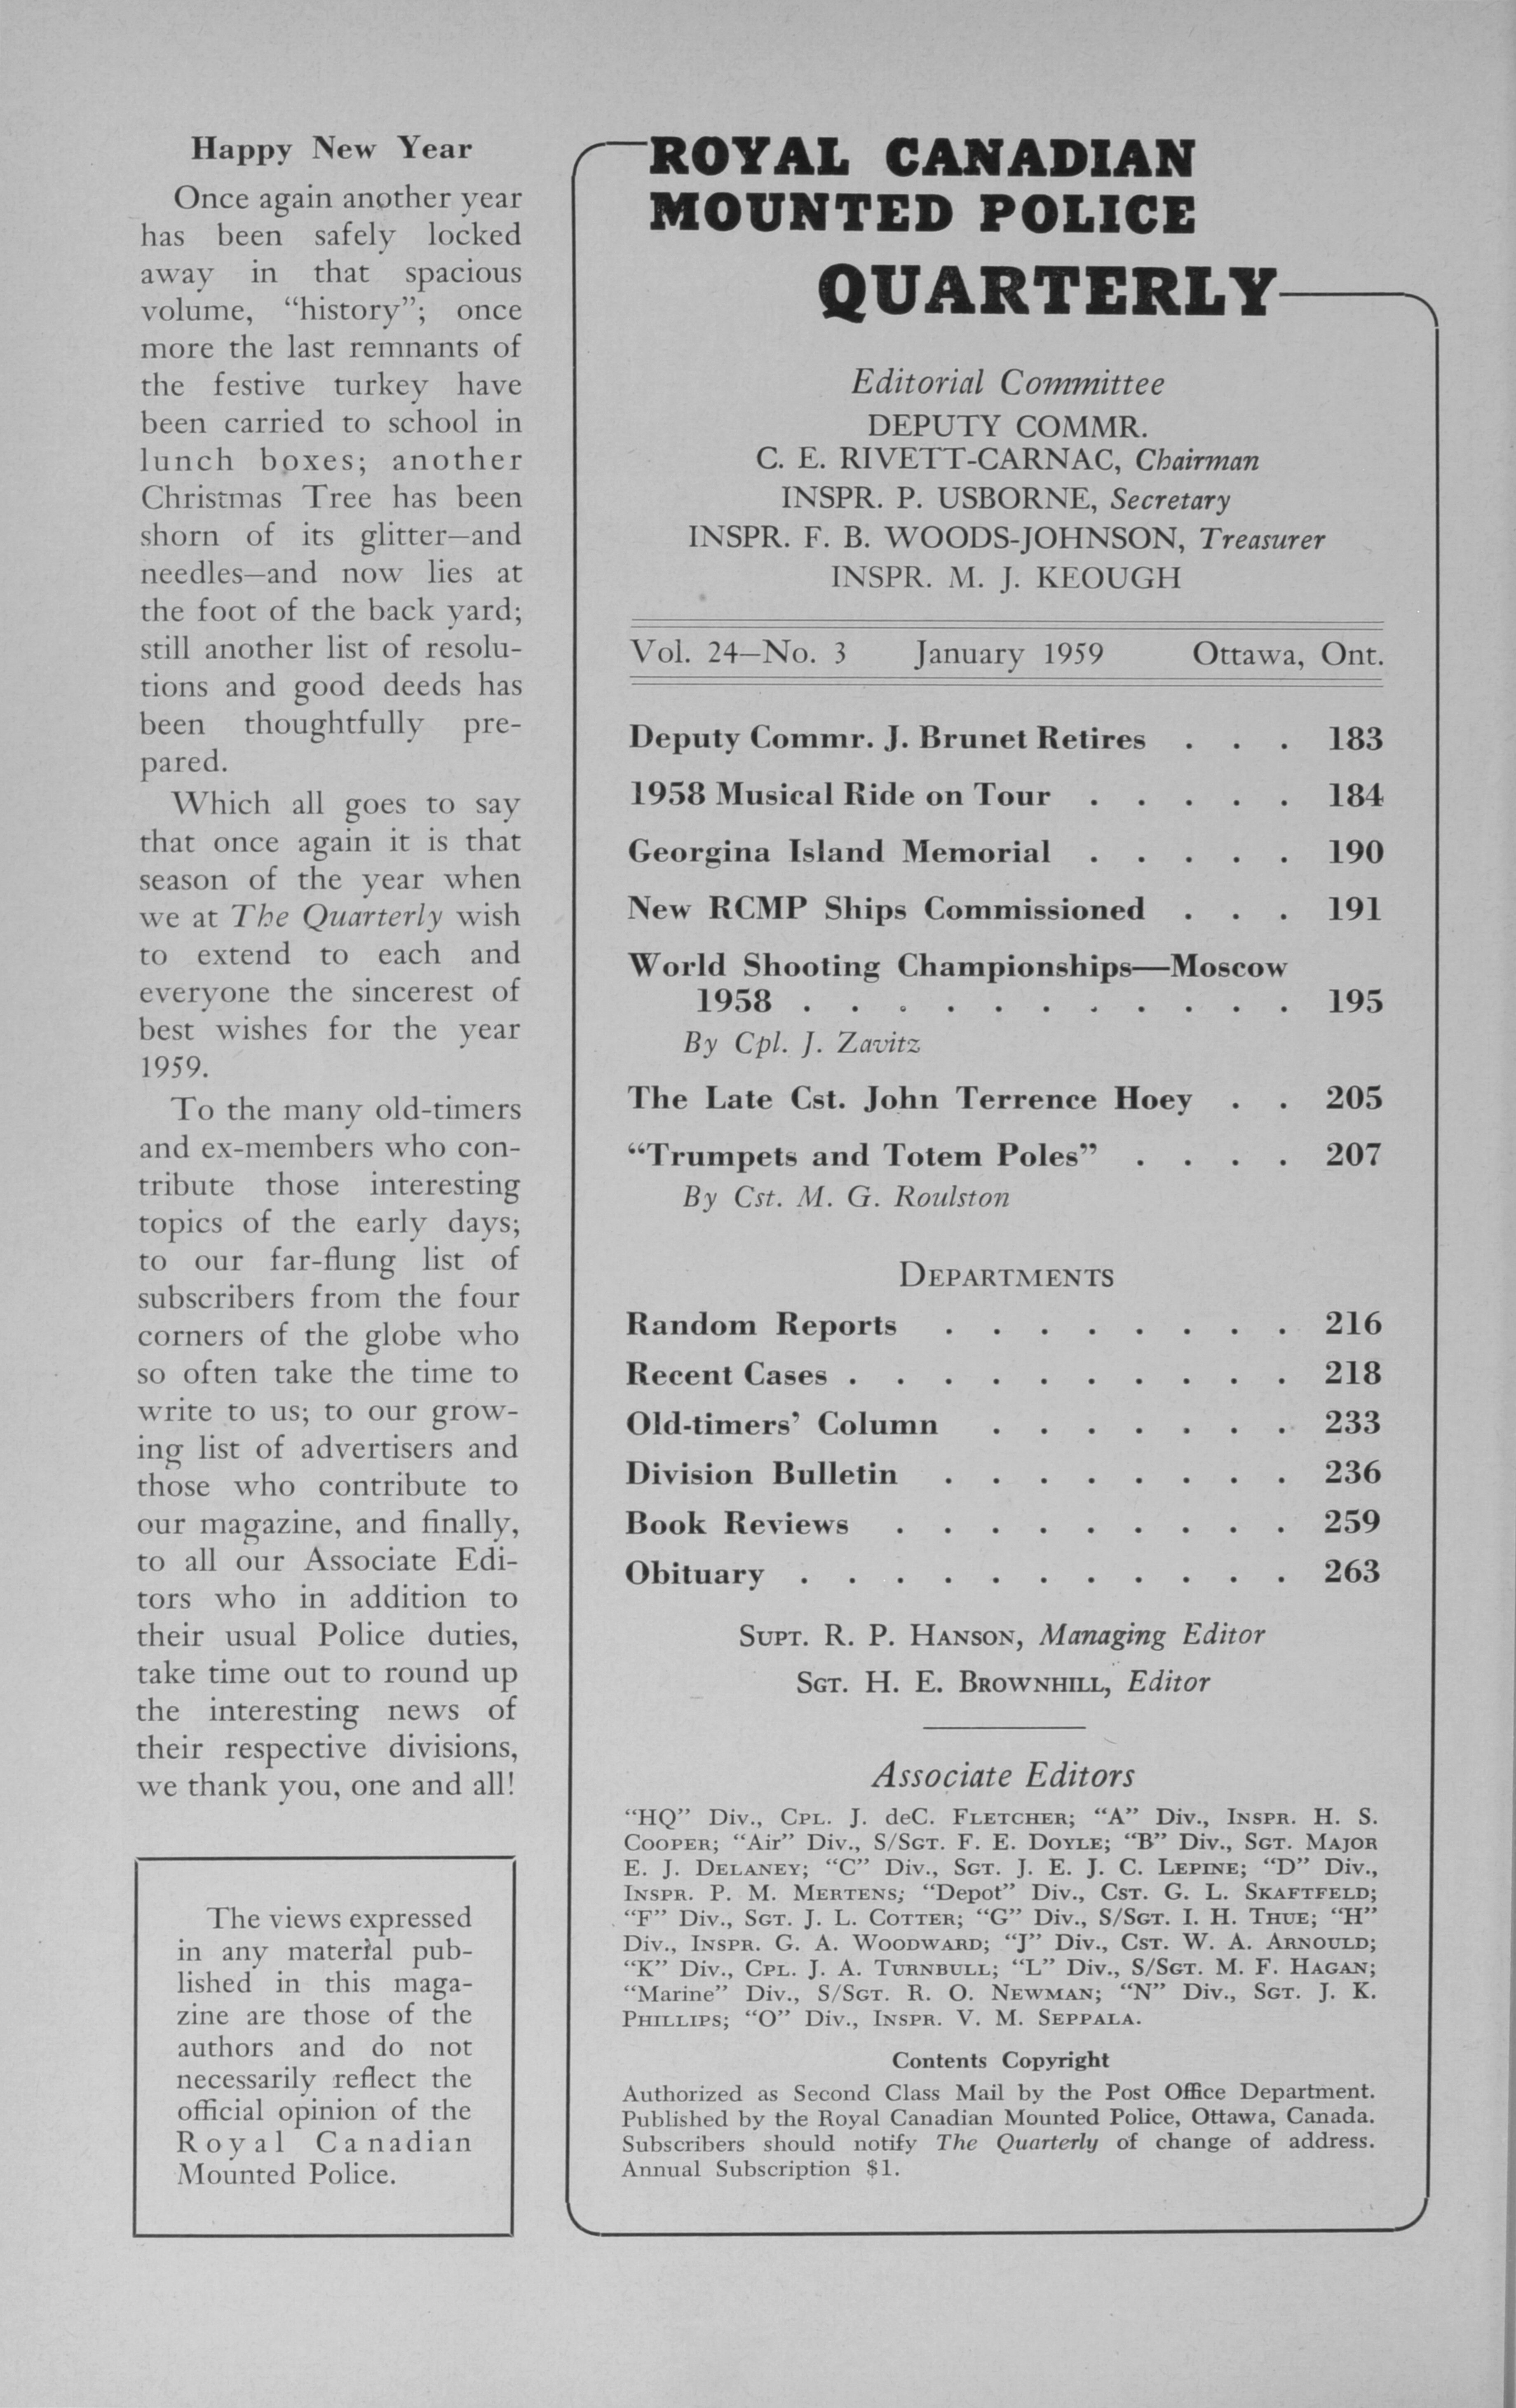 Happy New Year
Once again another year
has been safely locked
away in that spacious
volume, “history”; once
more the last remnants of
the festive turkey have
been carried to school in
lunch boxes; another
Christmas Tree has been
shorn of its glitter—and
needles—and now lies at
the foot of the back yard;
still another list of resolu-
tions and good deeds has
been thoughtfully pre-
pared.
Which all goes to say
that once again it is that
season of the year when
we at The Quarterly wish
to extend to each and
everyone the sincerest of
best wishes for the year
1959.
To the many old-timers
and ex-members who con-
tribute those interesting
topics of the early days;
to our far-flung list of
subscribers from the four
corners of the globe who
so often take the time to
write to us; to our grow-
ing list of advertisers and
those who contribute to
our magazine, and finally,
to all our Associate Edi-
tors who in addition to
their usual Police duties,
take time out to round up
the interesting news of
their respective divisions,
we thank you, one and all!
The views expressed
in any material pub-
lished in this maga-
zine are those of the
authors and do not
necessarily reflect the
official opinion of the
Royal Canadian
Mounted Police.
ROYAL CANADIAN
MOUNTED POLICE
QUARTERLY
Editorial Committee
DEPUTY COMMR.
C. E. RIVETT-CARNAC, Chairman
INSPR. P. USBORNE, Secretary
INSPR. F. B. WOODS-JOHNSON, Treasurer
INSPR. M. J. KEOUGH
Vol. 24—No. 3 January 1959 Ottawa, Ont.
Deputy Commr. J. Brunet Retires . . . 183
1958 Musical Ride on Tour . . . . . 184
Georgina Island Memorial . . . . . 190
New RCMP Ships Commissioned . . . 191
World Shooting Championships—Moscow
1958 . . . . . . . . . . . 195
By Cpl. J. Zavitz
The Late Cst. John Terrence Hoey . . 205
“Trumpets and Totem Poles” . . . . 207
By Cst. M. G. Roulston
DEPARTMENTS
Random Reports . . . . . . . . 216
Recent Cases . . . . . . . . . . 218
Old-timers’ Column . . . . . . . 233
Division Bulletin . . . . . . . . 236
Book Reviews . . . . . . . . . 259
Obituary . . . . . . . . . . . 263
SUPT. R. P. HANSON, Managing Editor
SGT. H. E. BROWNHILL, Editor
Associate Editors
“HQ” Div., CPL. J. deC. FLETCHER; “A” Div., INSPR. H. S.
COOPER; “Air” Div., S/SGT. F. E. DOYLE; “B” Div., SGT. MAJOR
E. J. DELANEY; “C” Div., SGT. J. E. J. C. LEPINE; “D” Div.,
INSPR. P. M. MERTENS; “Depot” Div., CST. G. L. SKAFTFELD;
“F” Div., SGT. J. L. COTTER; “G” Div., S/SGT. I. H. THUE; “H”
Div., INSPR. G. A. WOODWARD; “J” Div., CST. W. A. ARNOULD;
“K” Div., CPL. J. A. TURNBULL; “L” Div., S/SGT. M. F. HAGAN;
“Marine” Div., S/SGT. R. O. NEWMAN; “N” Div., SGT. J. K.
PHILLIPS; “O” Div., INSPR. V. M. SEPPALA.
Contents Copyright
Authorized as Second Class Mail by the Post Office Department.
Published by the Royal Canadian Mounted Police, Ottawa, Canada.
Subscribers should notify The Quarterly of change of address.
Annual Subscription $1.